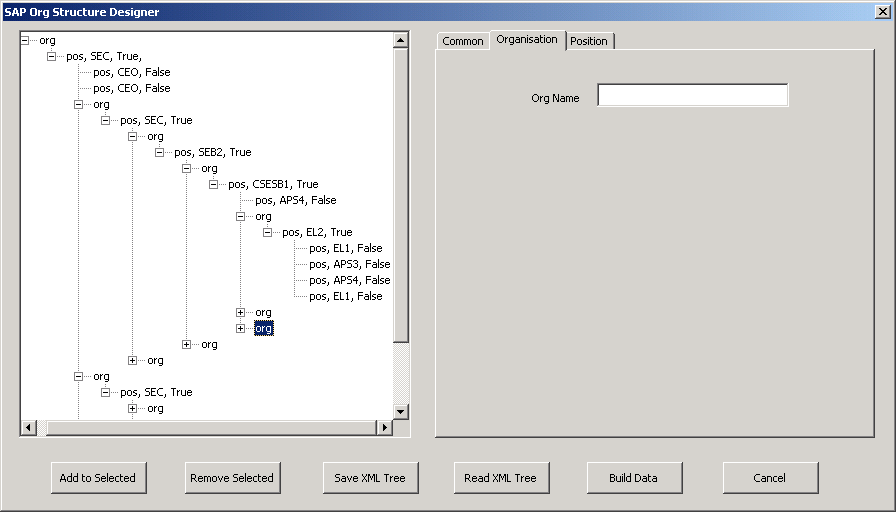 SAP Org Structure Designer
org
pos, SEC, True,
pos, CEO, False
pos, CEO, False
org
pos, SEC, True
org
pos, SEB2, True
org
pos, CSESB1, True
pos, APS4, False
org
pos, EL2, True
pos, EL1, False
pos, APS3, False
pos, APS4, False
pos, EL1, False
org
org
org
org
org
pos, SEC, True
org
Common Organisation Position
Org Name
Add to Selected Remove Selected Save XML Tree Read XML Tree Build Data Cancel